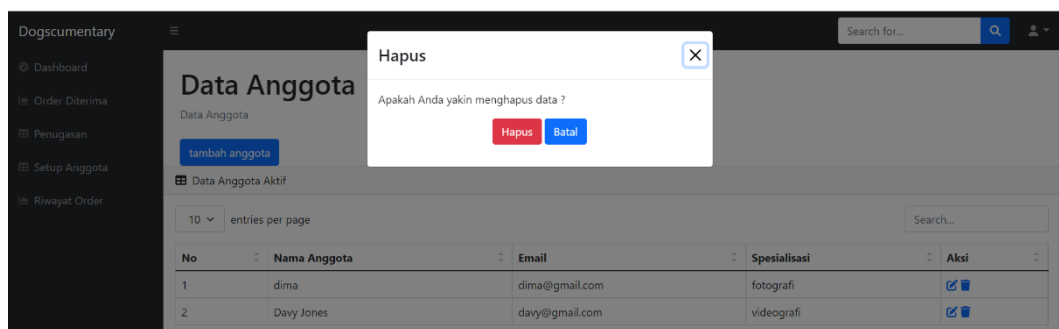 Dogscumentary
Search for...
Dashboard
Order Diterima
Penugasan
Setup Anggota
Riwayat Order
Hapus
Apakah Anda yakin menghapus data ?
Hapus Batal
Data Anggota
Data Anggota
tambah anggota
Data Anggota Aktif
10 entries per page
Search...
No Nama Anggota Email Spesialisasi Aksi
1 dima dima@gmail.com fotografi
2 Davy Jones davy@gmail.com videografi